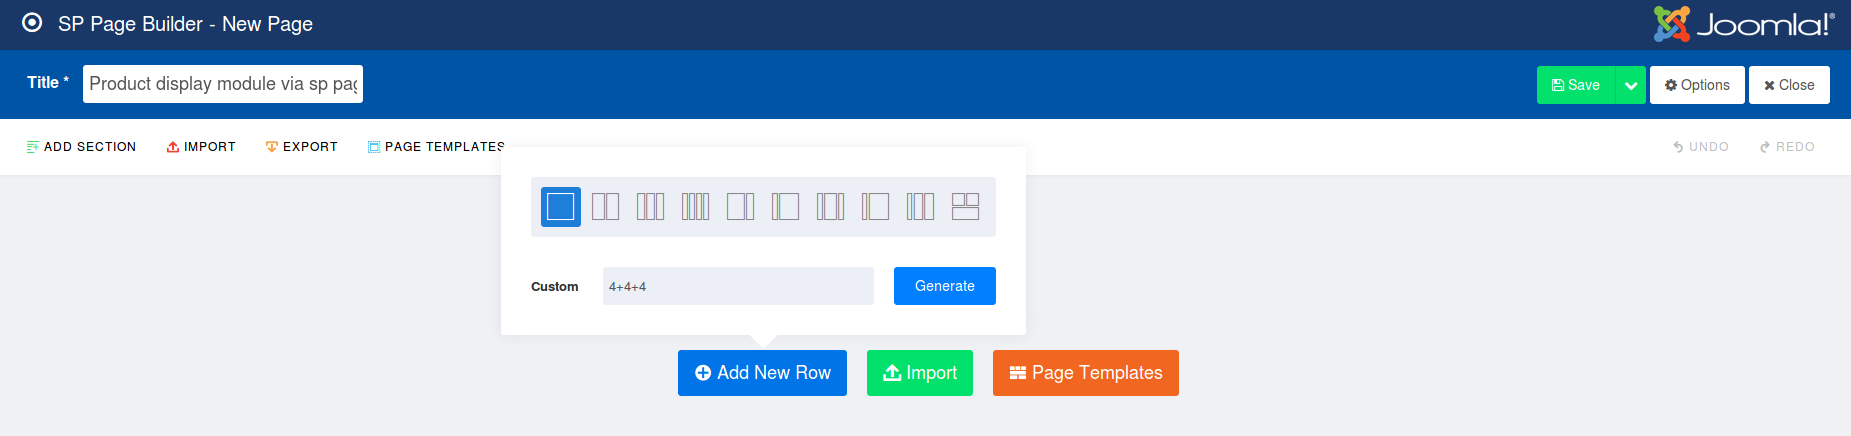 SP Page Builder - New Page
Joomla!®
Title * Product display module via sp pag
Save Options Close
ADD SECTION IMPORT EXPORT PAGE TEMPLATES UNDO REDO
Custom 4+4+4 Generate
Add New Row Import Page Templates